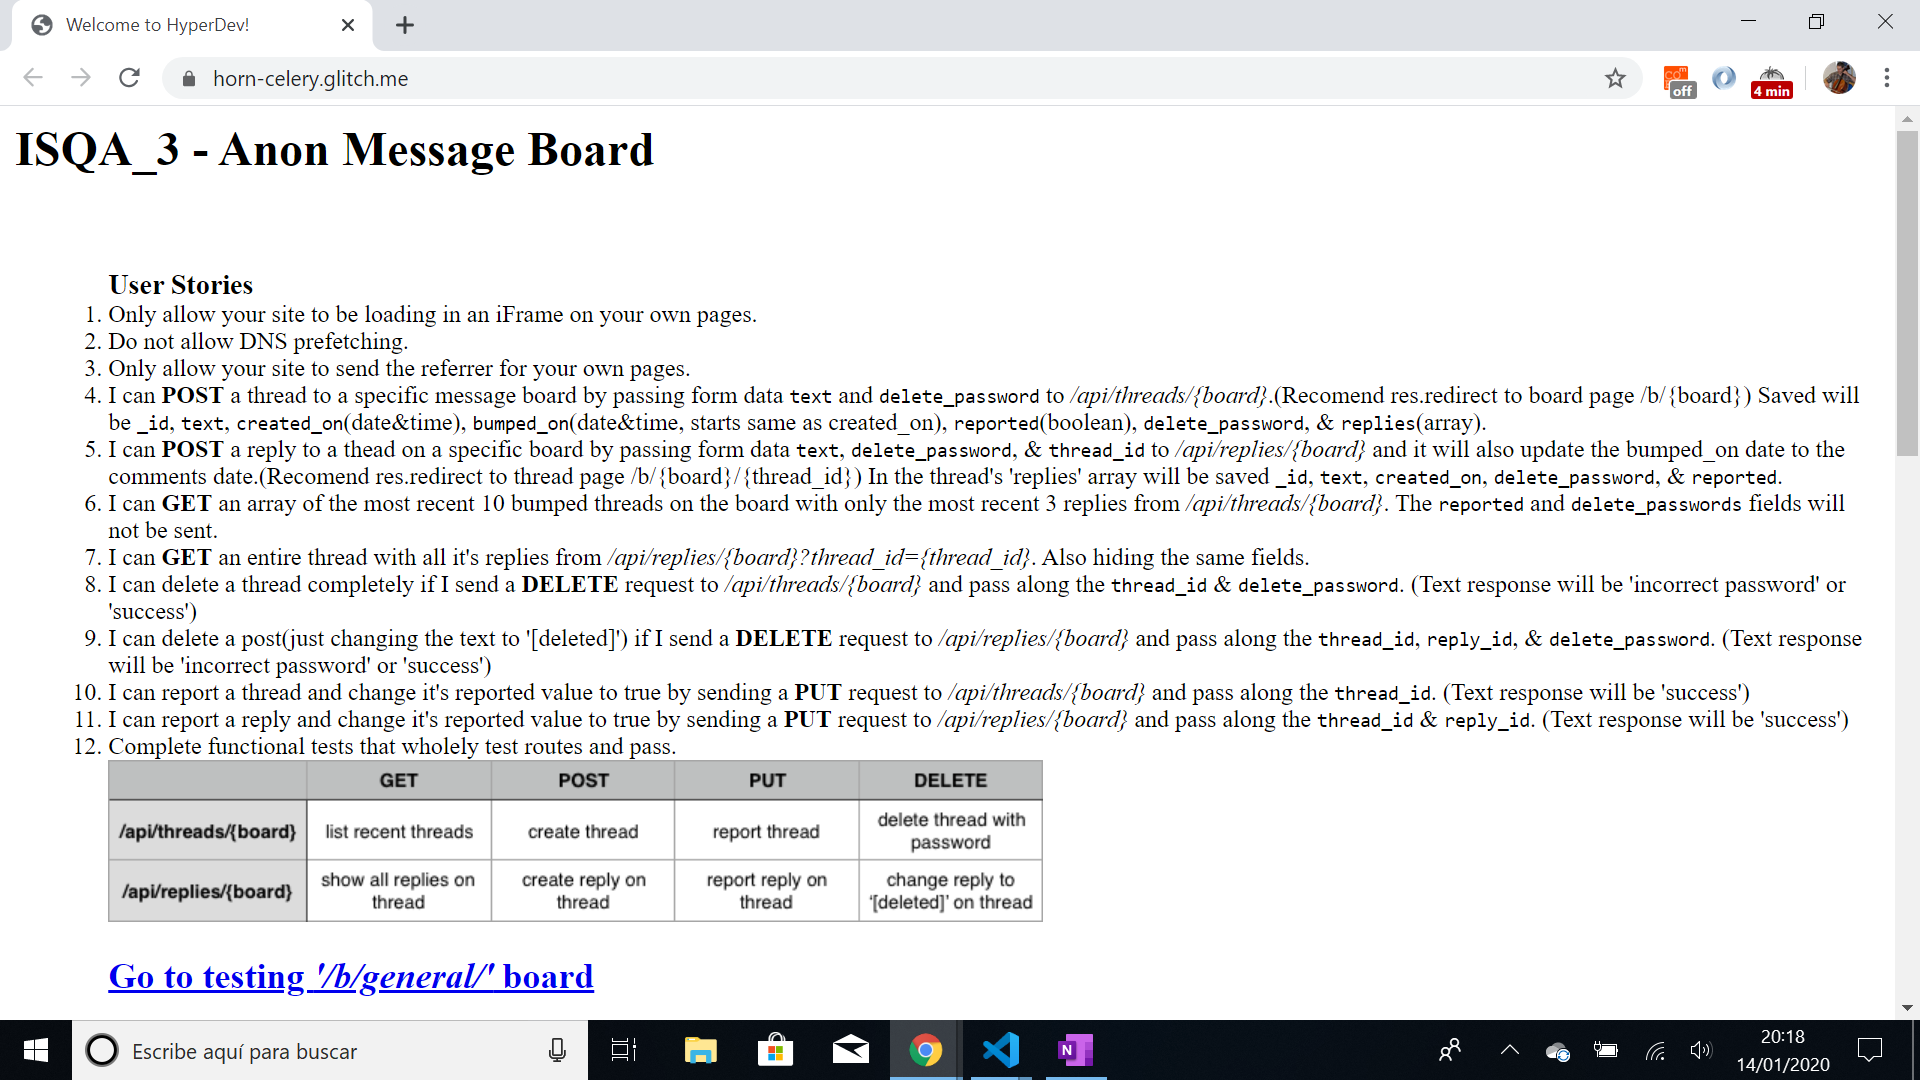 Welcome to HyperDev!
horn-celery.glitch.me
off
4 min
ISQA_3 - Anon Message Board
User Stories
1. Only allow your site to be loading in an iFrame on your own pages.
2. Do not allow DNS prefetching.
3. Only allow your site to send the referrer for your own pages.
4. I can POST a thread to a specific message board by passing form data text and delete_password to /api/threads/{board}.(Recomend res.redirect to board page /b/{board}) Saved will
be _id, text, created_on(date&time), bumped_on(date&time, starts same as created_on), reported(boolean), delete_password, & replies(array).
5. I can POST a reply to a thead on a specific board by passing form data text, delete_password, & thread_id to /api/replies/{board} and it will also update the bumped_on date to the
comments date.(Recomend res.redirect to thread page /b/{board}/{thread_id}) In the thread's 'replies' array will be saved _id, text, created_on, delete_password, & reported.
6. I can GET an array of the most recent 10 bumped threads on the board with only the most recent 3 replies from /api/threads/{board}. The reported and delete_passwords fields will
not be sent.
7. I can GET an entire thread with all it's replies from /api/replies/{board}?thread_id={thread_id}. Also hiding the same fields.
8. I can delete a thread completely if I send a DELETE request to /api/threads/{board} and pass along the thread_id & delete_password. (Text response will be 'incorrect password' or
'success')
9. I can delete a post(just changing the text to '[deleted]') if I send a DELETE request to /api/replies/{board} and pass along the thread_id, reply_id, & delete_password. (Text response
will be 'incorrect password' or 'success')
10. I can report a thread and change it's reported value to true by sending a PUT request to /api/threads/{board} and pass along the thread_id. (Text response will be 'success')
11. I can report a reply and change it's reported value to true by sending a PUT request to /api/replies/{board} and pass along the thread_id & reply_id. (Text response will be 'success')
12. Complete functional tests that wholely test routes and pass.
GET POST PUT DELETE
/api/threads/{board} list recent threads create thread report thread delete thread with
password
/api/replies/{board} show all replies on create reply on report reply on change reply to
thread thread thread '[deleted]' on thread
Go to testing '/b/general/' board
Escribe aquí para buscar
20:18
14/01/2020